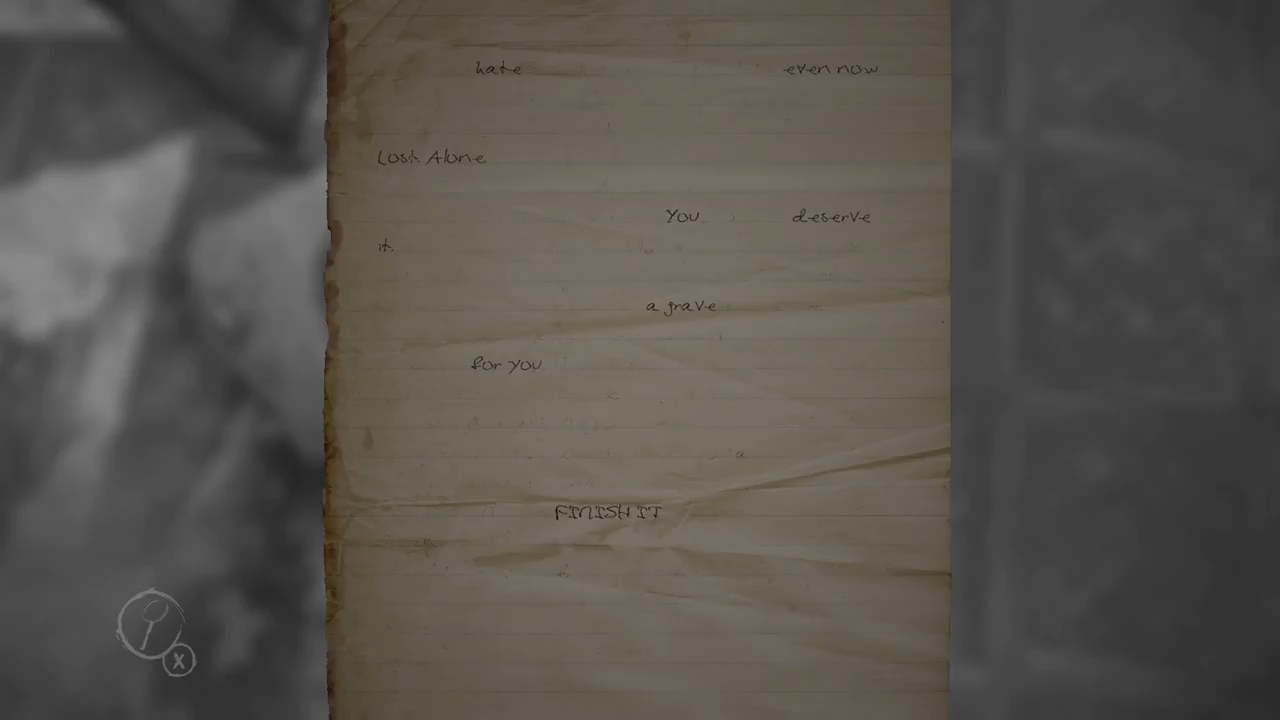 hate even now
Lost. Alone.
You deserve
it.
a grave
for you
a
FINISH IT
X